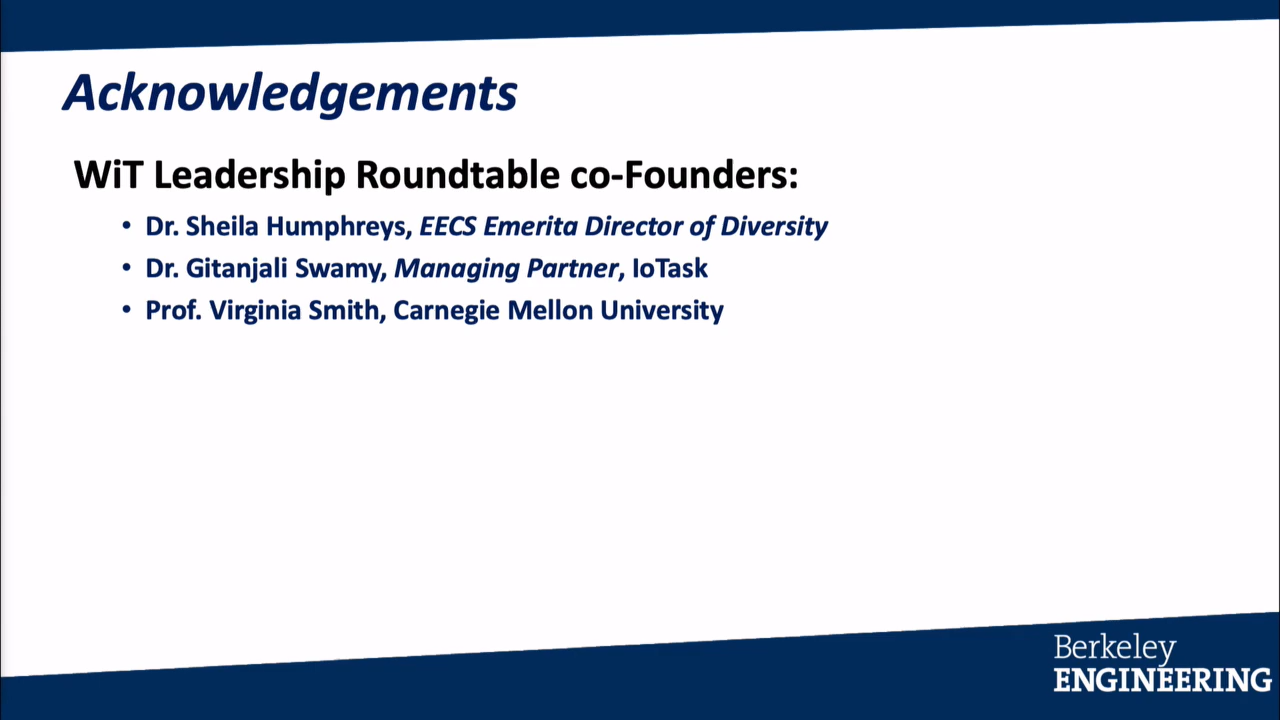 Acknowledgements
WiT Leadership Roundtable co-Founders:
• Dr. Sheila Humphreys, EECS Emerita Director of Diversity
• Dr. Gitanjali Swamy, Managing Partner, IoTask
• Prof. Virginia Smith, Carnegie Mellon University
Berkeley
ENGINEERING